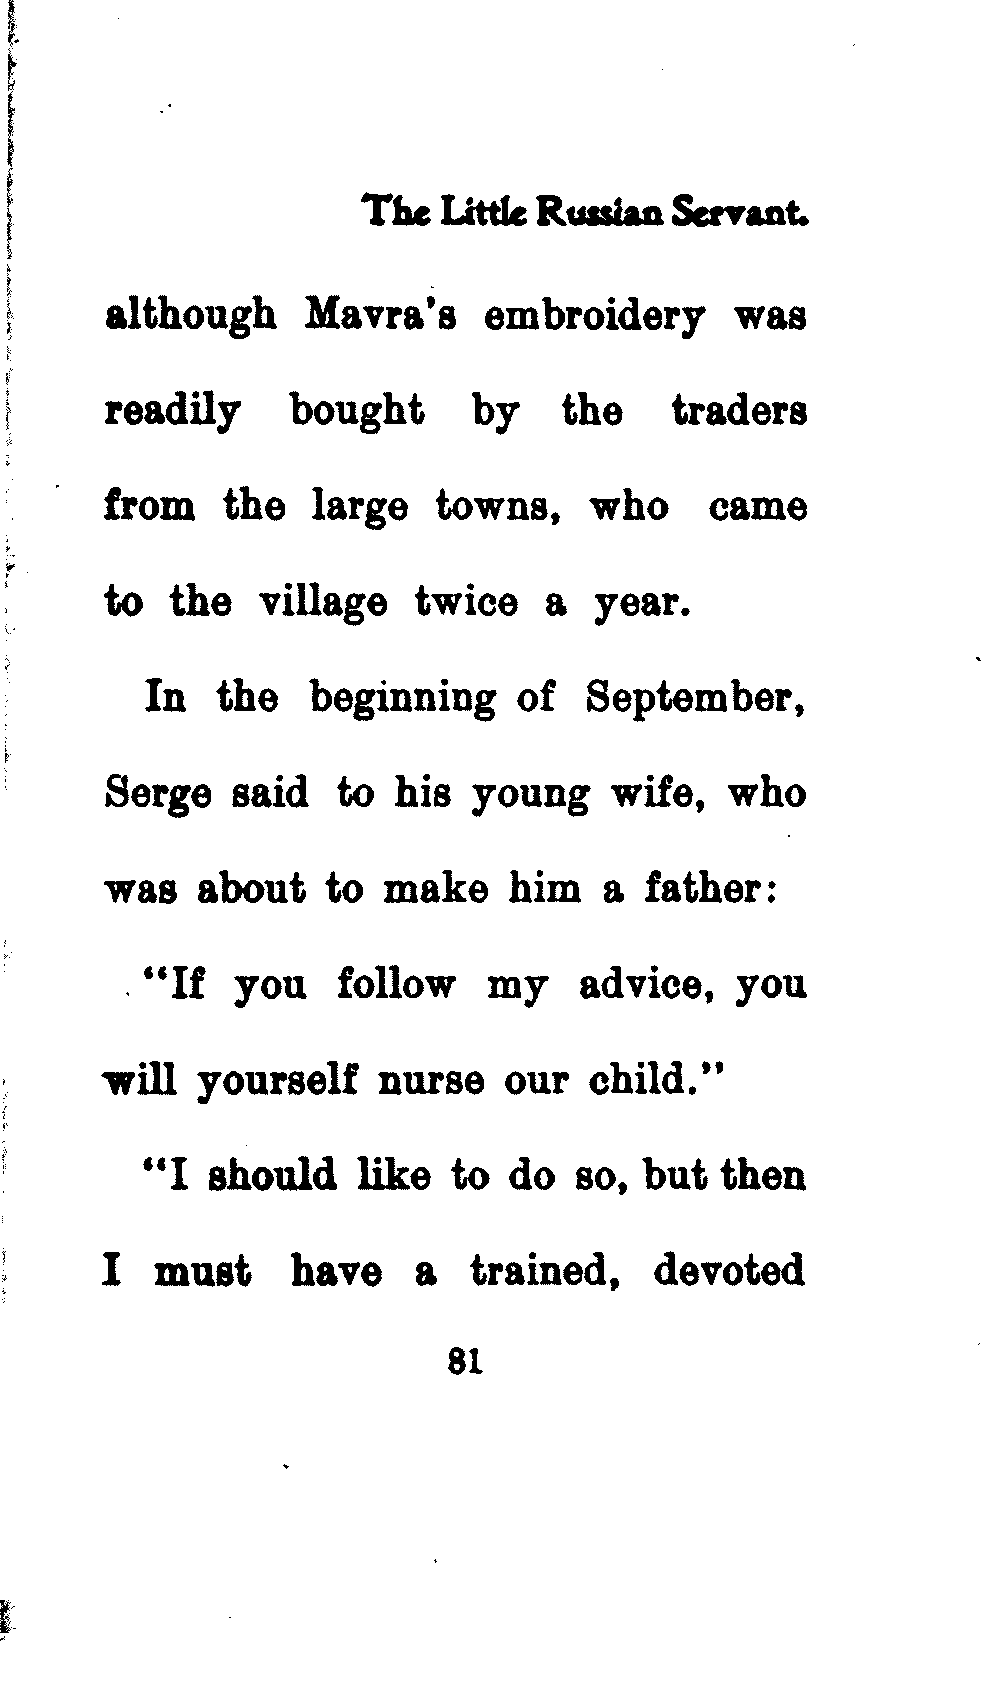 The Little Russian Servant.
although Mavra's embroidery was
readily bought by the traders
from the large towns, who came
to the village twice a year.
In the beginning of September,
Serge said to his young wife, who
was about to make him a father:
“If you follow my advice, you
will yourself nurse our child.”
“I should like to do so, but then
I must have a trained, devoted
81